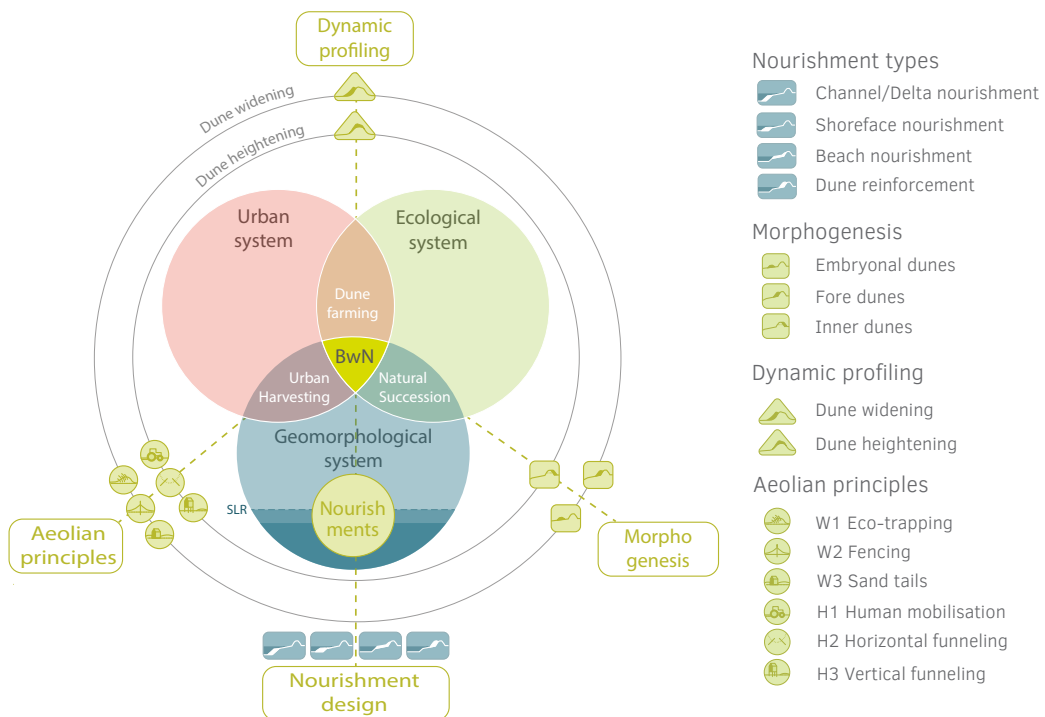 Dynamic
profiling
Dune widening
Dune heightening
Urban
system
Ecological
system
Dune
farming
BwN
Urban
Harvesting
Natural
Succession
Geomorphological
system
SLR
Nourish
ments
Aeolian
principles
Morpho
genesis
Nourishment
design
Nourishment types
Channel/Delta nourishment
Shoreface nourishment
Beach nourishment
Dune reinforcement
Morphogenesis
Embryonal dunes
Fore dunes
Inner dunes
Dynamic profiling
Dune widening
Dune heightening
Aeolian principles
W1 Eco-trapping
W2 Fencing
W3 Sand tails
H1 Human mobilisation
H2 Horizontal funneling
H3 Vertical funneling